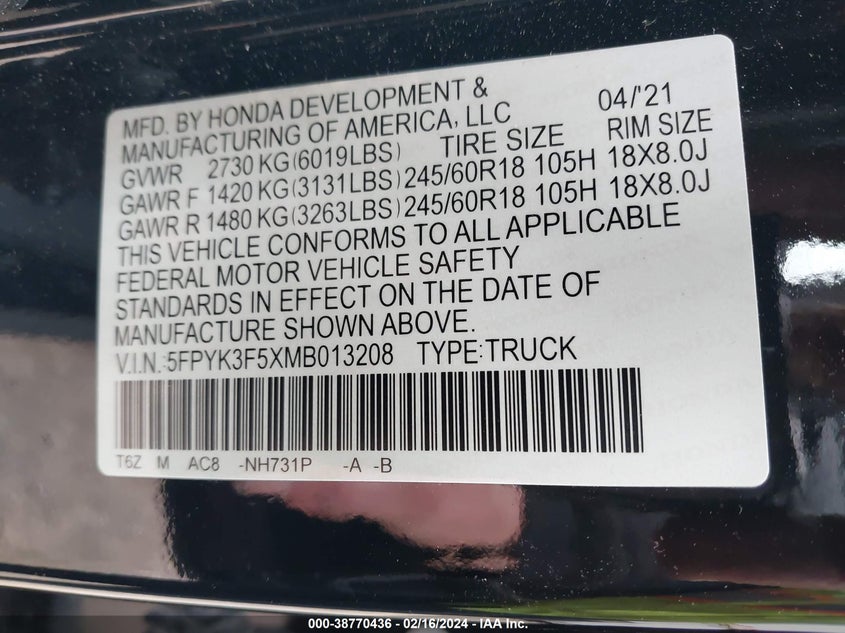 MFD. BY HONDA DEVELOPMENT & 04/'21
MANUFACTURING OF AMERICA, LLC
GVWR 2730 KG(6019LBS) TIRE SIZE RIM SIZE
GAWR F 1420 KG(3131LBS) 245/60R18 105H 18X8.0J
GAWR R 1480 KG(3263LBS) 245/60R18 105H 18X8.0J
THIS VEHICLE CONFORMS TO ALL APPLICABLE
FEDERAL MOTOR VEHICLE SAFETY
STANDARDS IN EFFECT ON THE DATE OF
MANUFACTURE SHOWN ABOVE.
V.I.N.:5FPYK3F5XMB013208 TYPE:TRUCK
T6Z M AC8 -NH731P -A -B
000-38770436 - 02/16/2024 - IAA Inc.